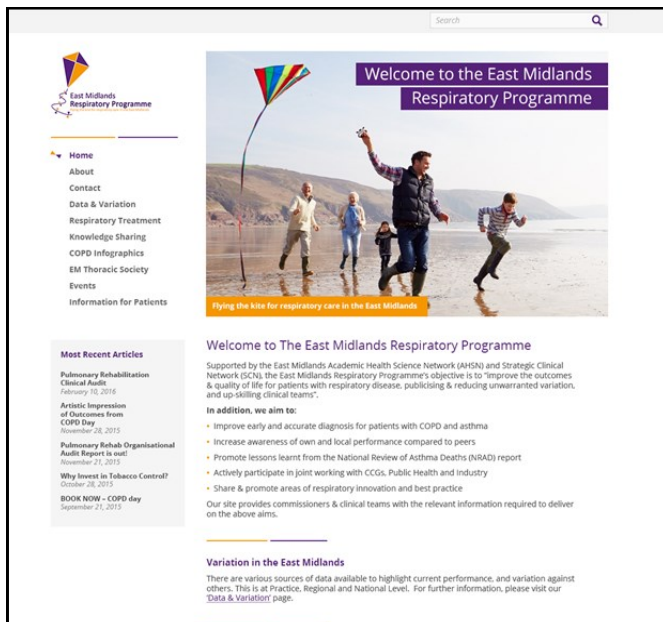 Search
East Midlands
Respiratory Programme
Home
About
Contact
Data & Variation
Respiratory Treatment
Knowledge Sharing
COPD Infographics
EM Thoracic Society
Events
Information for Patients
Most Recent Articles
Pulmonary Rehabilitation
Clinical Audit
February 10, 2016
Artistic Impression
of Outcomes from
COPD Day
November 28, 2015
Pulmonary Rehab Organisational
Audit Report is out!
November 21, 2015
Why Invest in Tobacco Control?
October 28, 2015
BOOK NOW – COPD day
September 21, 2015
Welcome to the East Midlands
Respiratory Programme
Flying the kite for respiratory care in the East Midlands
Welcome to The East Midlands Respiratory Programme
Supported by the East Midlands Academic Health Science Network (AHSN) and Strategic Clinical
Network (SCN), the East Midlands Respiratory Programme's objective is to "improve the outcomes
& quality of life for patients with respiratory disease, publicising & reducing unwarranted variation,
and up-skilling clinical teams".
In addition, we aim to:
• Improve early and accurate diagnosis for patients with COPD and asthma
• Increase awareness of own and local performance compared to peers
• Promote lessons learnt from the National Review of Asthma Deaths (NRAD) report
• Actively participate in joint working with CCGs, Public Health and Industry
• Share & promote areas of respiratory innovation and best practice
Our site provides commissioners & clinical teams with the relevant information required to deliver
on the above aims.
Variation in the East Midlands
There are various sources of data available to highlight current performance, and variation against
others. This is at Practice, Regional and National Level. For further information, please visit our
'Data & Variation' page.